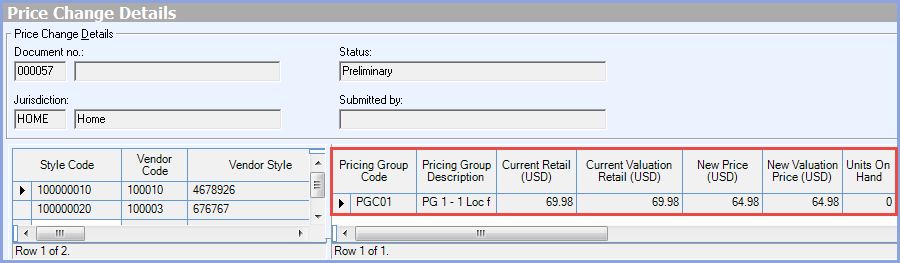 Price Change Details
Price Change Details
Document no.:
Status:
000057
Preliminary
Jurisdiction:
Submitted by:
HOME
Home
Style Code
Vendor
Code
Vendor Style
100000010
100010
4678926
100000020
100003
676767
Row 1 of 2.
Pricing Group
Code
Pricing Group
Description
Current Retail
(USD)
Current Valuation
Retail (USD)
New Price
(USD)
New Valuation
Price (USD)
Units On
Hand
PGC01
PG 1 - 1 Loc f
69.98
69.98
64.98
64.98
0
Row 1 of 1.